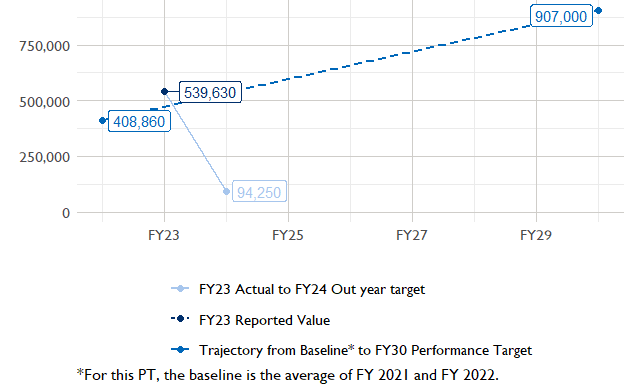 907,000
750,000
539,630
500,000
408,860
250,000
94,250
0
FY23 FY25 FY27 FY29
FY23 Actual to FY24 Out year target
FY23 Reported Value
Trajectory from Baseline* to FY30 Performance Target
*For this PT, the baseline is the average of FY 2021 and FY 2022.